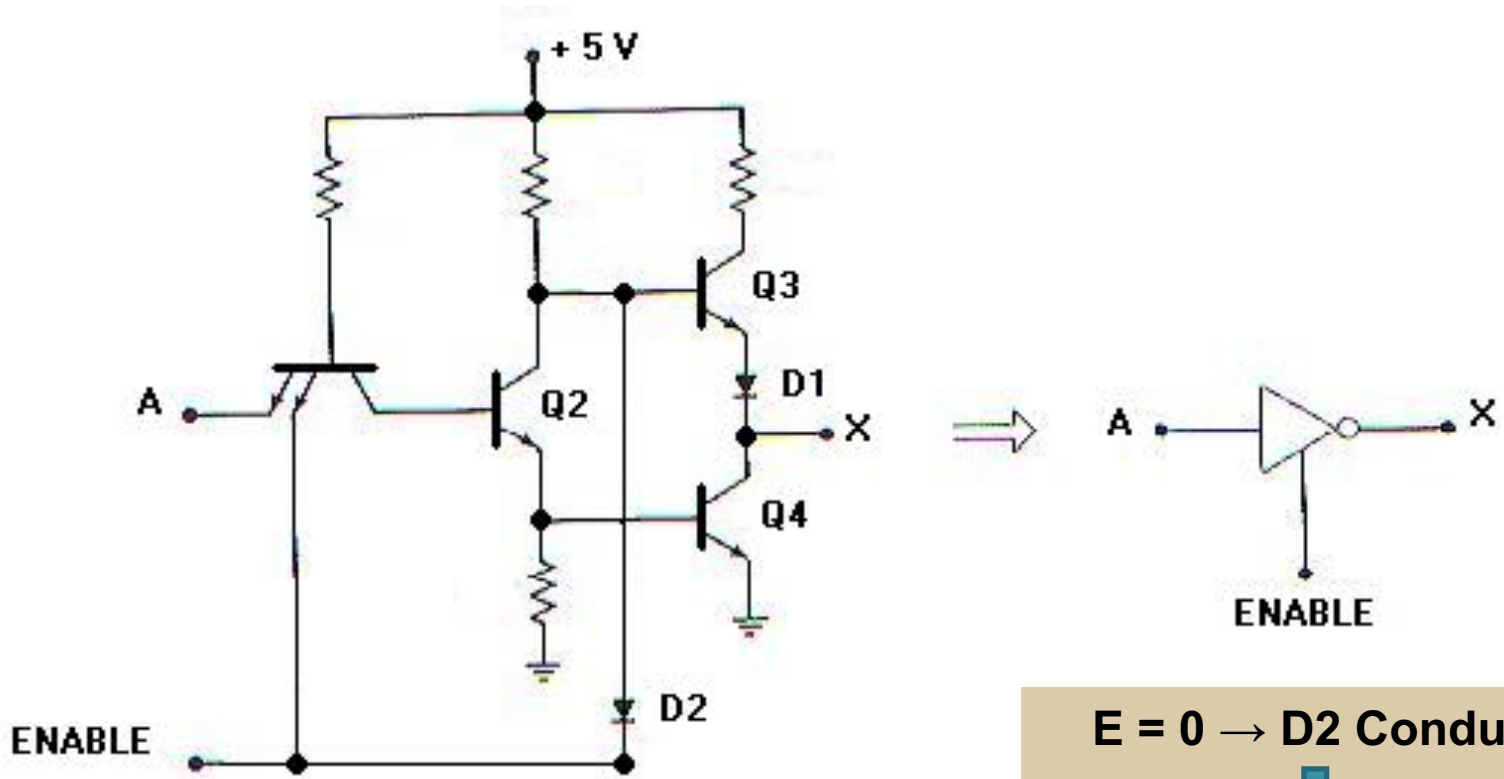 + 5 V
Q3
D1
A
Q2
X
A
X
Q4
ENABLE
D2
E = 0 → D2 Condu
ENABLE